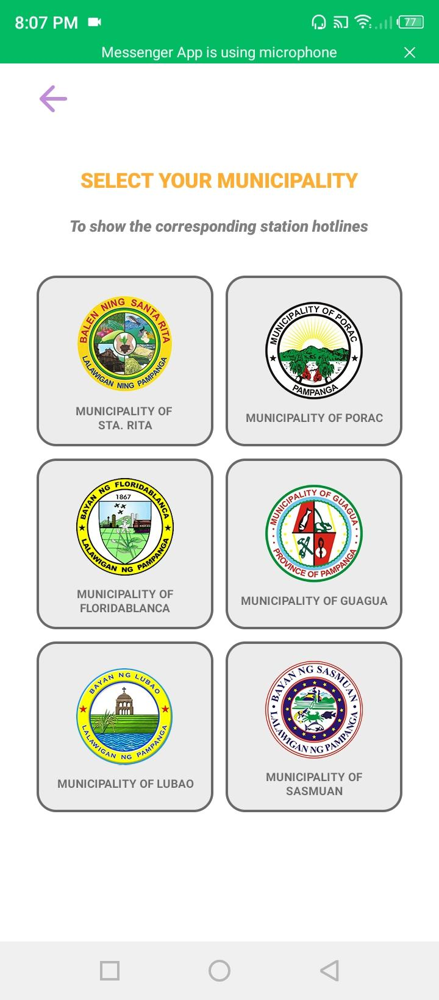 8:07 PM
77
Messenger App is using microphone
SELECT YOUR MUNICIPALITY
To show the corresponding station hotlines
BALEN NING SANTA RITA
LALAWIGAN NING PAMPANGA
MUNICIPALITY OF
STA. RITA
MUNICIPALITY OF PORAC
PAMPANGA
MUNICIPALITY OF PORAC
BAYAN NG FLORIDABLANCA
1867
LALAWIGAN NG PAMPANGA
MUNICIPALITY OF
FLORIDABLANCA
MUNICIPALITY OF GUAGUA
PROVINCE OF PAMPANGA
MUNICIPALITY OF GUAGUA
BAYAN NG LUBAO
LALAWIGAN NG PAMPANGA
MUNICIPALITY OF LUBAO
BAYAN NG SASMUAN
LALAWIGAN NG PAMPANGA
MUNICIPALITY OF
SASMUAN